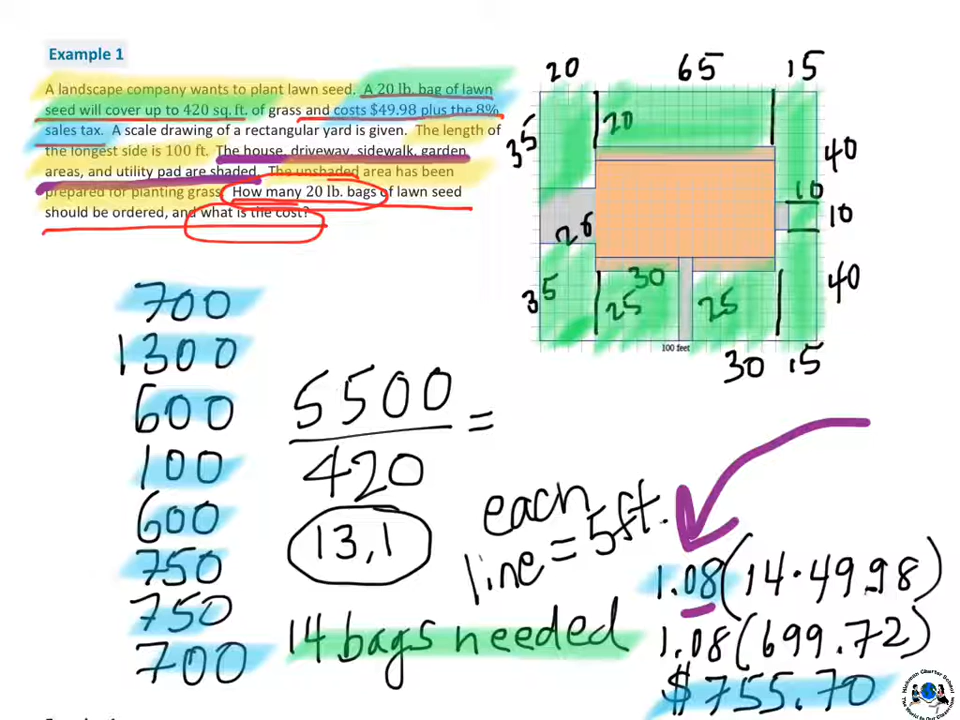 Example 1
A landscape company wants to plant lawn seed. A 20 lb. bag of lawn
seed will cover up to 420 sq. ft. of grass and costs $49.98 plus the 8%
sales tax. A scale drawing of a rectangular yard is given. The length of
the longest side is 100 ft. The house, driveway, sidewalk, garden
areas, and utility pad are shaded. The unshaded area has been
prepared for planting grass. How many 20 lb. bags of lawn seed
should be ordered, and what is the cost?
20 65 15
35 20 40
10
26 10
35 30 40
25 25
100 feet
30 15
700
1300
600
100
600
750
750
700
5500
=
420
13,1
14 bags needed
each
line = 5ft.
1.08(14·49.98)
1.08(699.72)
$755.70
Hickman Charter School